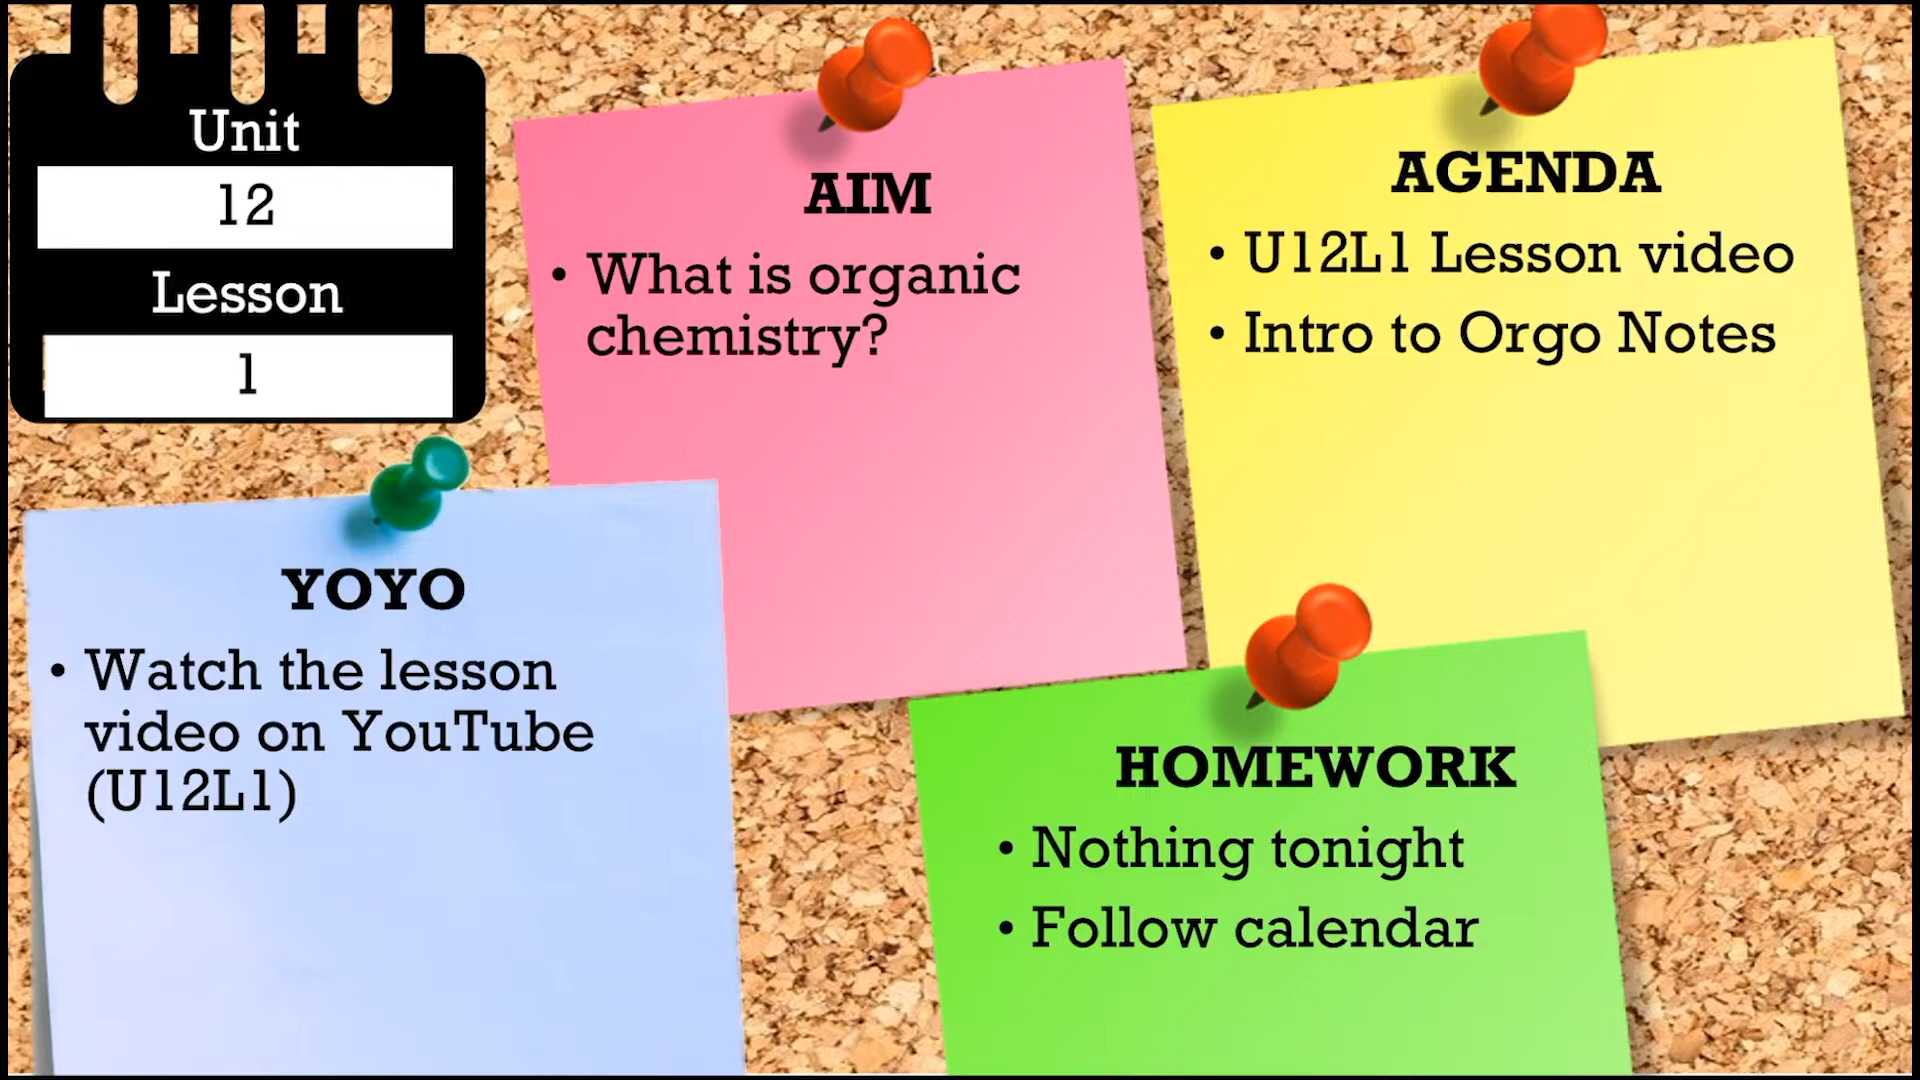 Unit
12
Lesson
1
AIM
• What is organic
chemistry?
AGENDA
• U12L1 Lesson video
• Intro to Orgo Notes
YOYO
• Watch the lesson
video on YouTube
(U12L1)
HOMEWORK
• Nothing tonight
• Follow calendar